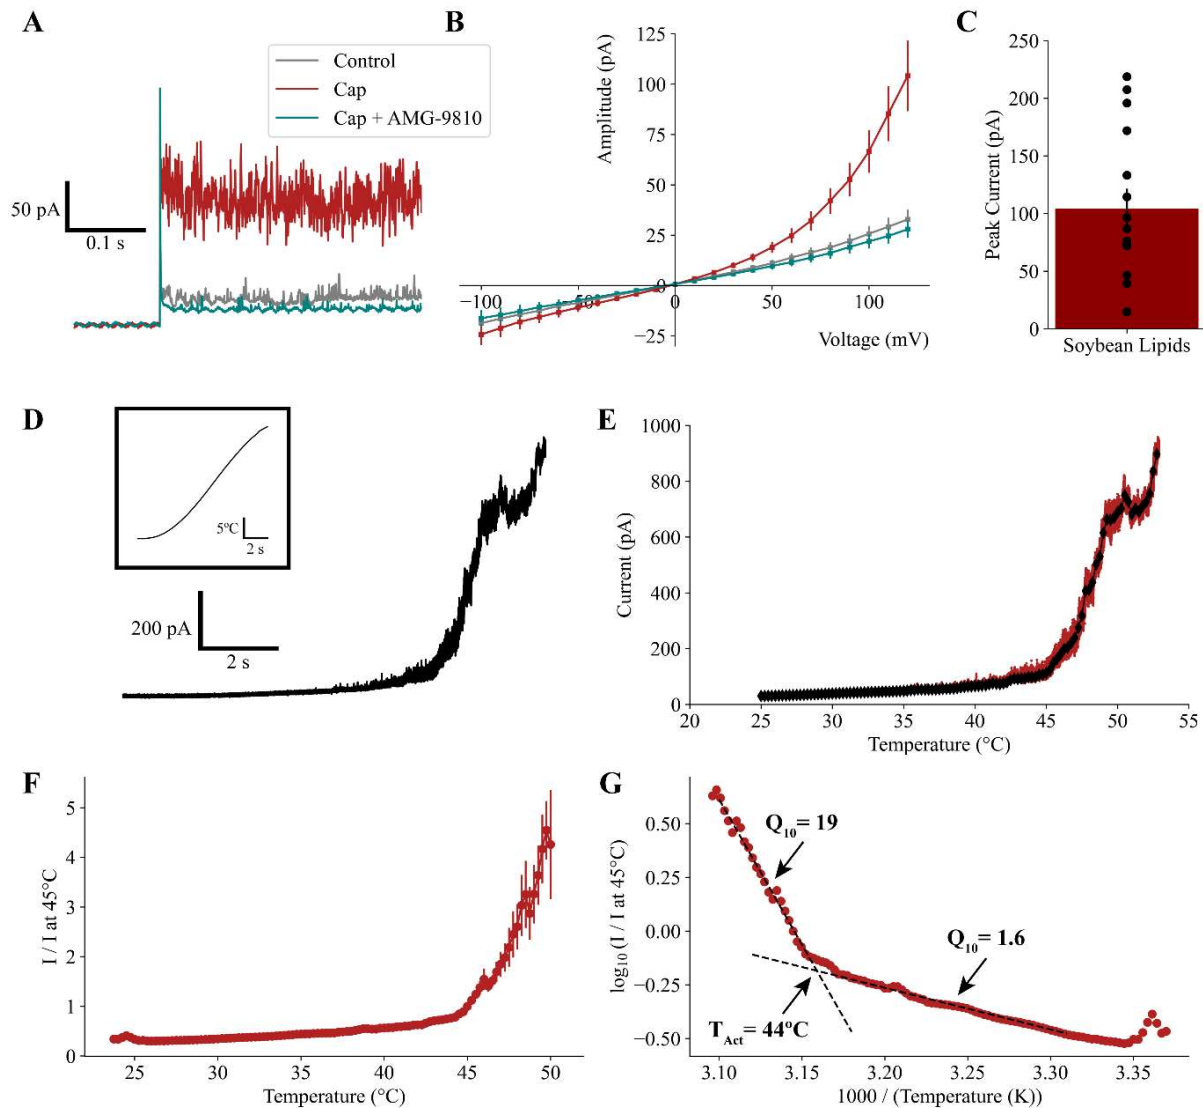 A
Control
Cap
Cap + AMG-9810
50 pA
0.1 s
B
Amplitude (pA)
125
100
75
50
25
0
−25
−100
0
50
100
Voltage (mV)
C
Peak Current (pA)
250
200
150
100
50
0
Soybean Lipids
D
5°C
2 s
200 pA
2 s
E
Current (pA)
1000
800
600
400
200
0
20
25
30
35
40
45
50
55
Temperature (°C)
F
I / I at 45°C
5
4
3
2
1
0
25
30
35
40
45
50
Temperature (°C)
G
log10 (I / I at 45°C)
0.50
0.25
0.00
−0.25
−0.50
Q10 = 19
Q10 = 1.6
TAct = 44°C
3.10
3.15
3.20
3.25
3.30
3.35
1000 / (Temperature (K))